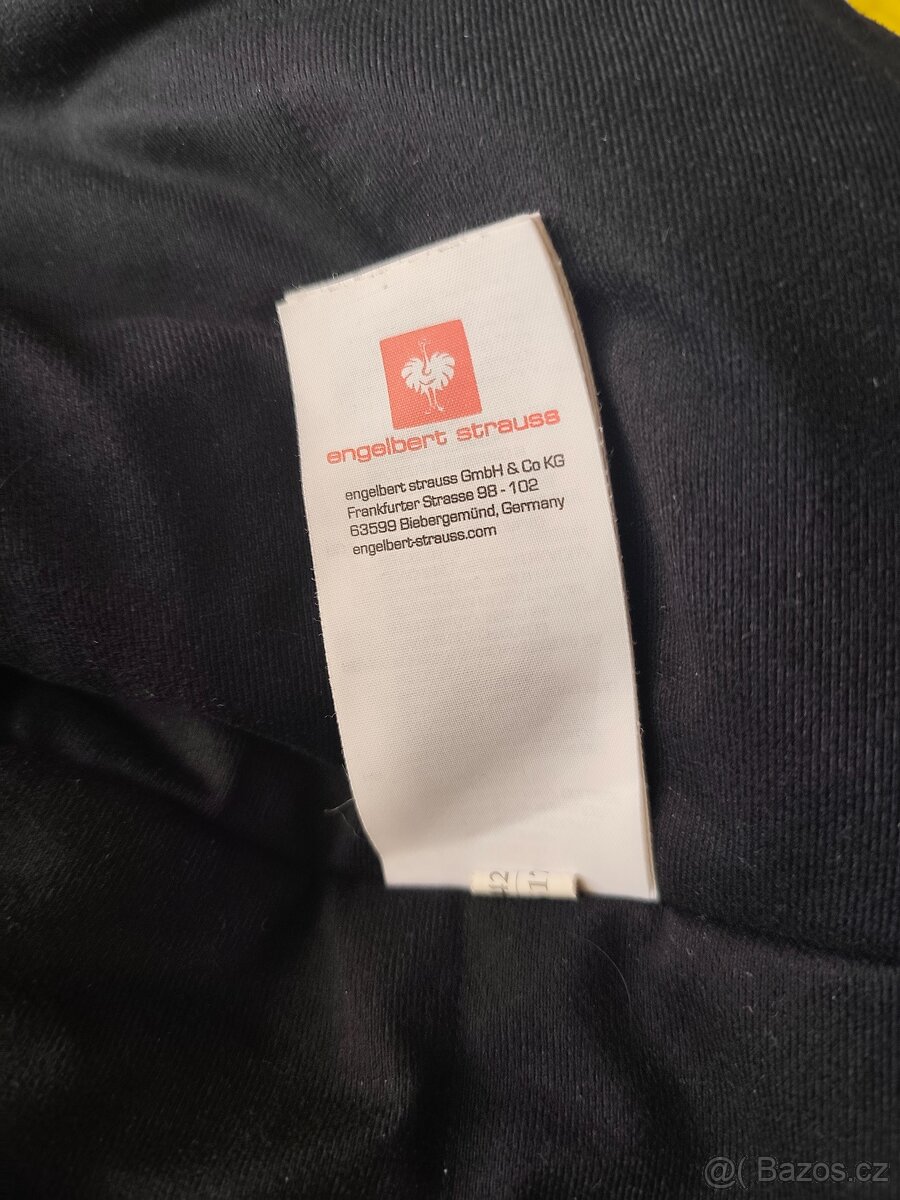 engelbert strauss
engelbert strauss GmbH & Co KG
Frankfurter Strasse 98 - 102
63599 Biebergemünd, Germany
engelbert-strauss.com
@( Bazos.cz